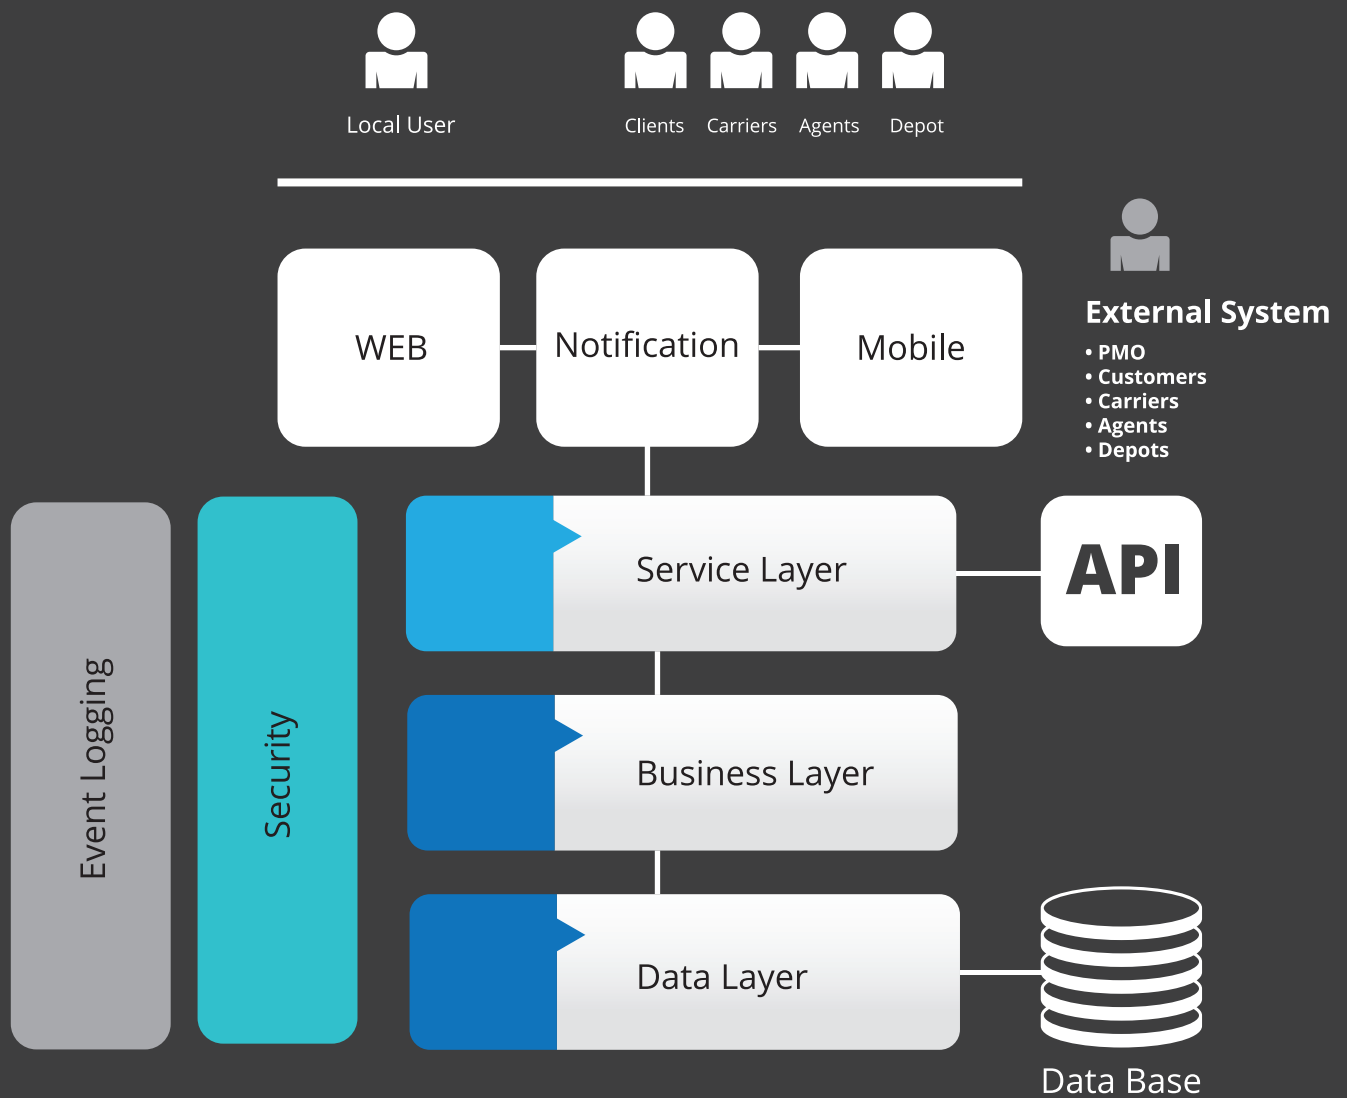 Local User
Clients
Carriers
Agents
Depot
WEB
Notification
Mobile
External System
• PMO
• Customers
• Carriers
• Agents
• Depots
Event Logging
Security
Service Layer
API
Business Layer
Data Layer
Data Base